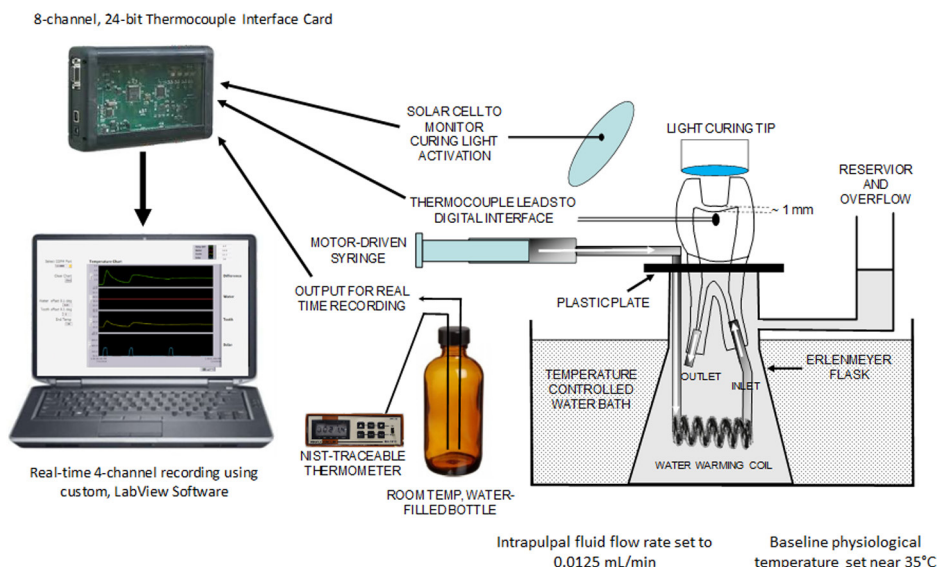 8-channel, 24-bit Thermocouple Interface Card
SOLAR CELL TO
MONITOR
CURING LIGHT
ACTIVATION
LIGHT CURING TIP
RESERVIOR
AND
OVERFLOW
THERMOCOUPLE LEADS TO
DIGITAL INTERFACE
~ 1 mm
MOTOR-DRIVEN
SYRINGE
OUTPUT FOR REAL
TIME RECORDING
PLASTIC PLATE
TEMPERATURE
CONTROLLED
WATER BATH
OUTLET
INLET
ERLENMEYER
FLASK
WATER WARMING COIL
NIST-TRACEABLE
THERMOMETER
ROOM TEMP, WATER-
FILLED BOTTLE
Real-time 4-channel recording using
custom, LabView Software
Intrapulpal fluid flow rate set to
0.0125 mL/min
Baseline physiological
temperature set near 35°C